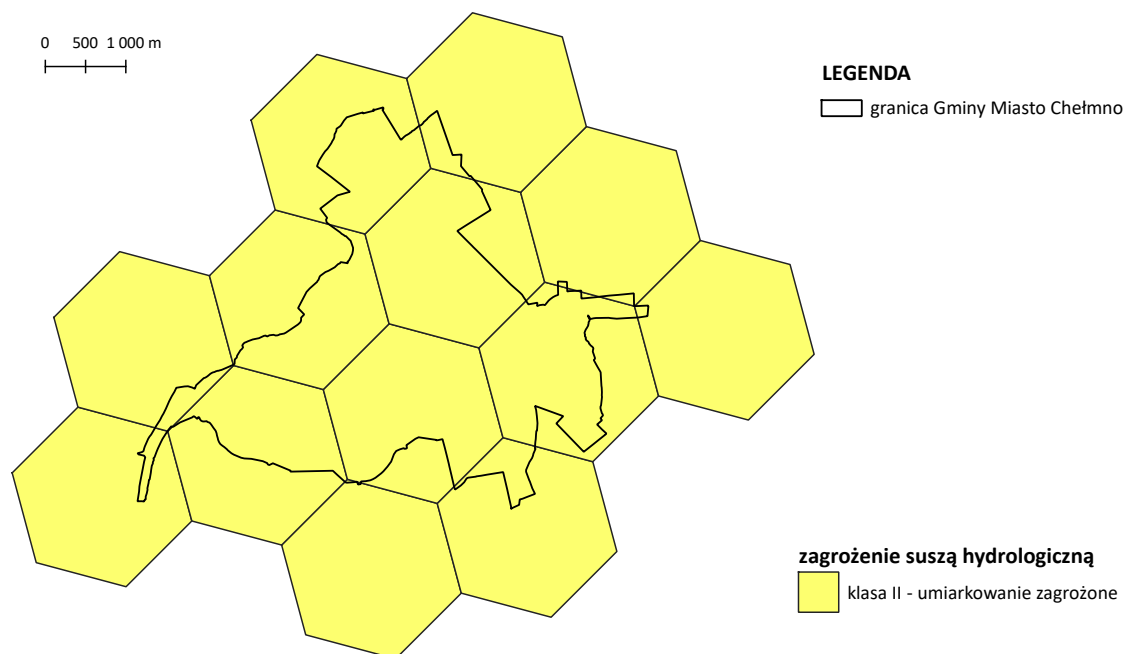 0 500 1 000 m
LEGENDA
granica Gminy Miasto Chełmno
zagrożenie suszą hydrologiczną
klasa II - umiarkowanie zagrożone